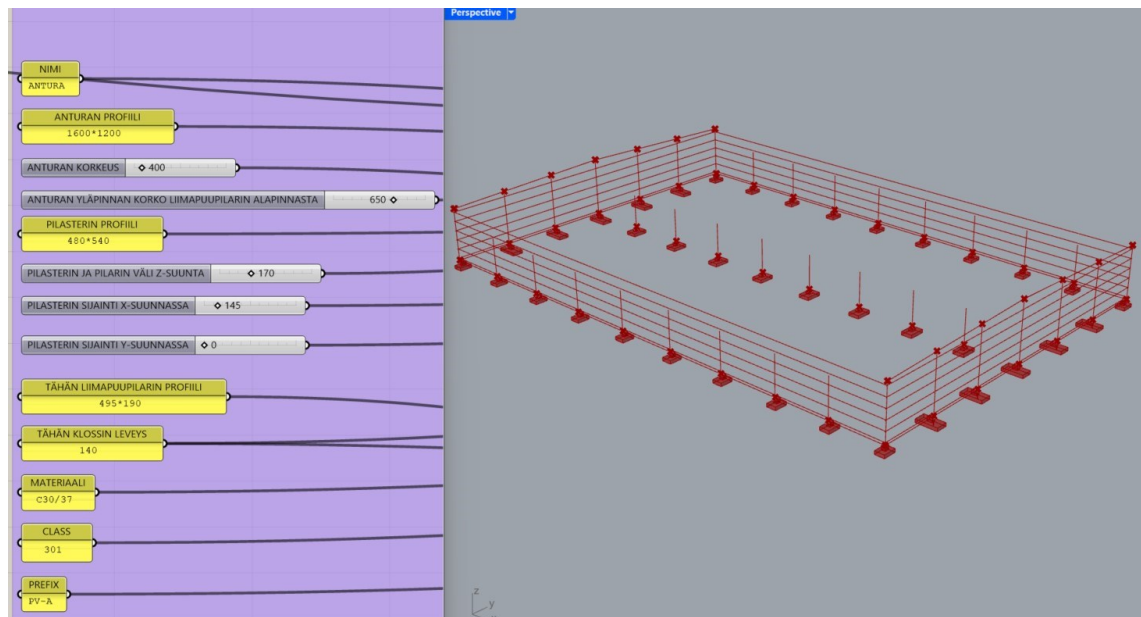 Perspective
NIMI
ANTURA
ANTURAN PROFIILI
1600*1200
ANTURAN KORKEUS 400
ANTURAN YLÄPINNAN KORKO LIIMAPUUPILARIN ALAPINNASTA 650
PILASTERIN PROFIILI
480*540
PILASTERIN JA PILARIN VÄLI Z-SUUNTA 170
PILASTERIN SIJAINTI X-SUUNNASSA 145
PILASTERIN SIJAINTI Y-SUUNNASSA 0
TÄHÄN LIIMAPUUPILARIN PROFIILI
495*190
TÄHÄN KLOSSIN LEVEYS
140
MATERIAALI
C30/37
CLASS
301
PREFIX
PV-A
z
y